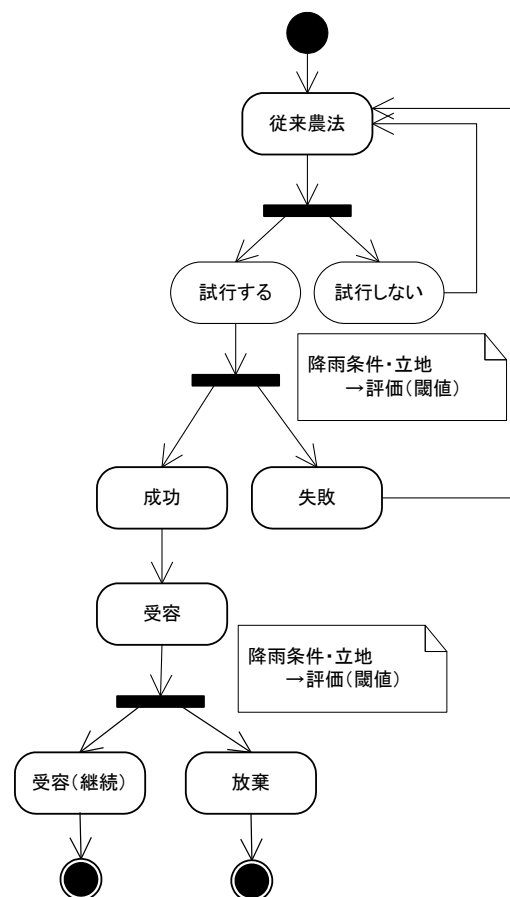 従来農法
試行する
試行しない
降雨条件・立地
→評価(閾値)
成功
失敗
受容
降雨条件・立地
→評価(閾値)
受容(継続)
放棄